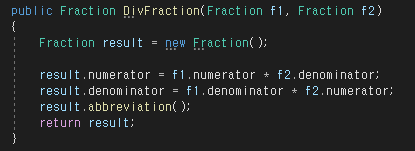 public Fraction DivFraction(Fraction f1, Fraction f2)
{
Fraction result = new Fraction();
result.numerator = f1.numerator * f2.denominator;
result.denominator = f1.denominator * f2.numerator;
result.abbreviation();
return result;
}